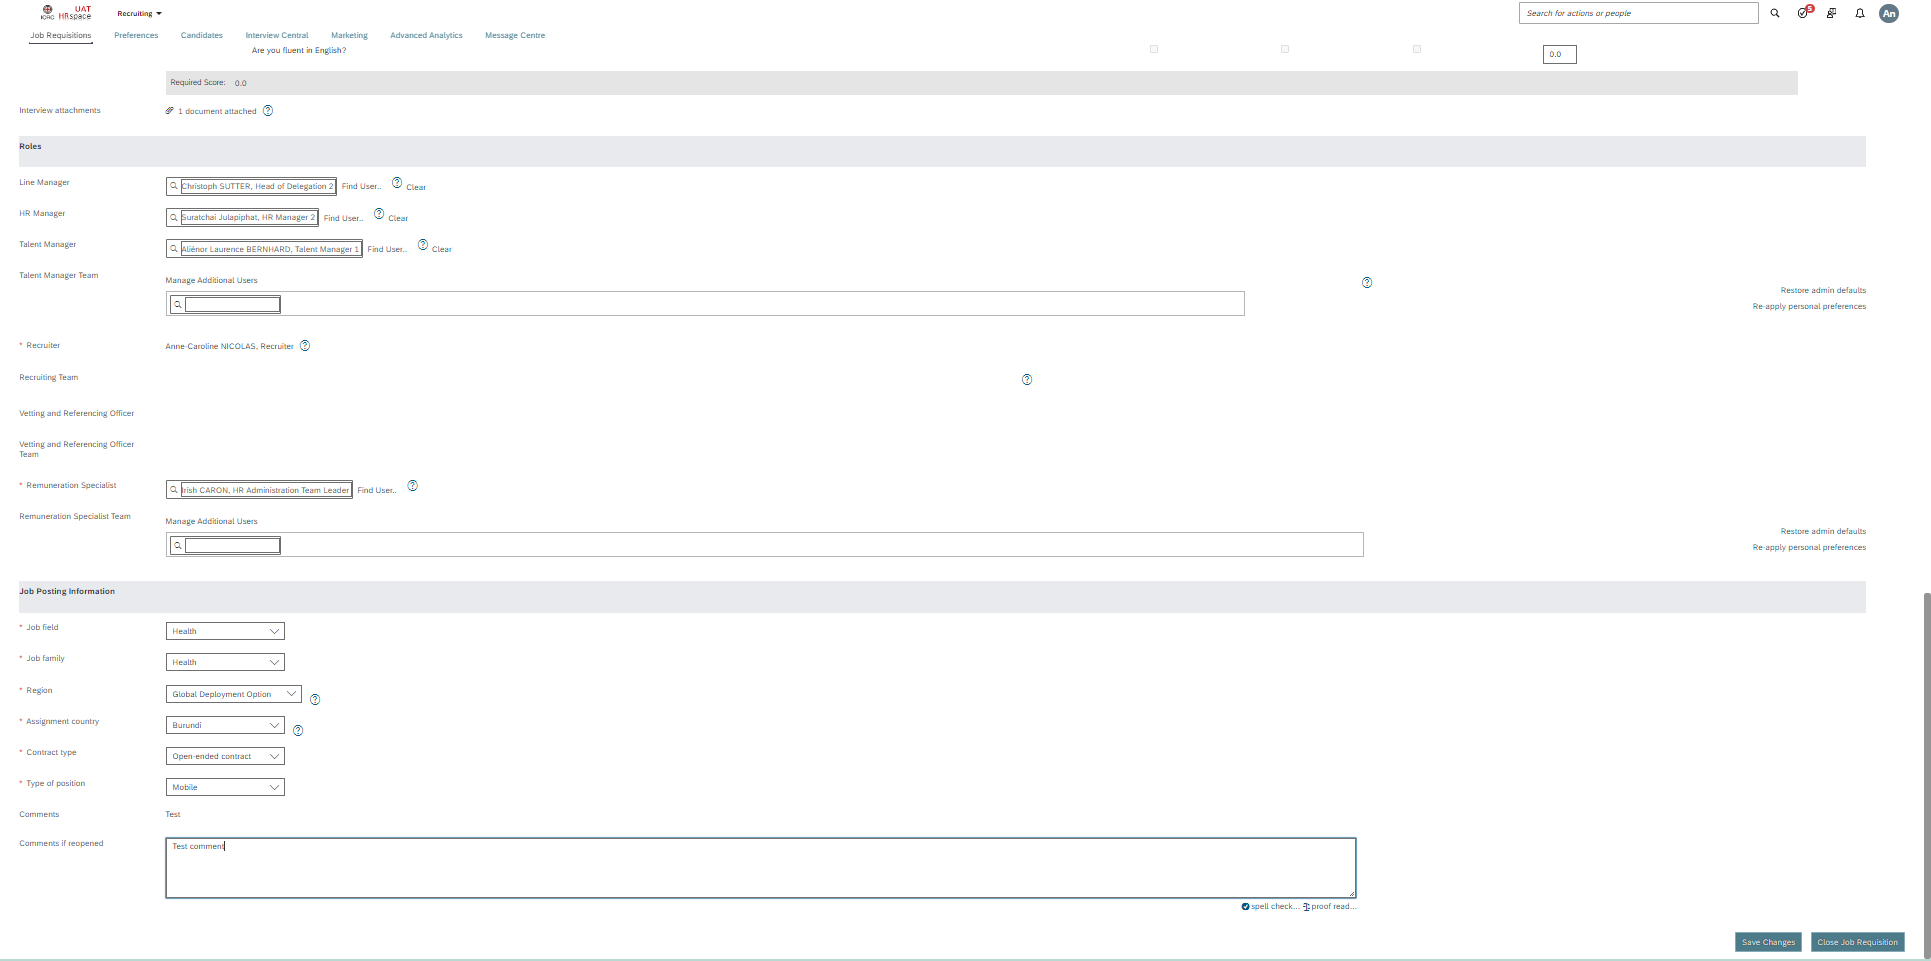 ICRC
UAT
HRspace
Recruiting
Search for actions or people
5
An
Job Requisitions
Preferences
Candidates
Interview Central
Marketing
Advanced Analytics
Message Centre
Are you fluent in English?
0.0
Required Score: 0.0
Interview attachments
1 document attached
Roles
Line Manager
Christoph SUTTER, Head of Delegation 2
Find User..
Clear
HR Manager
Suratchai Julapiphat, HR Manager 2
Find User..
Clear
Talent Manager
Aliénor Laurence BERNHARD, Talent Manager 1
Find User..
Clear
Talent Manager Team
Manage Additional Users
Restore admin defaults
Re-apply personal preferences
* Recruiter
Anne-Caroline NICOLAS, Recruiter
Recruiting Team
Vetting and Referencing Officer
Vetting and Referencing Officer
Team
* Remuneration Specialist
Irish CARON, HR Administration Team Leader
Find User..
Remuneration Specialist Team
Manage Additional Users
Restore admin defaults
Re-apply personal preferences
Job Posting Information
* Job field
Health
* Job family
Health
* Region
Global Deployment Option
* Assignment country
Burundi
* Contract type
Open-ended contract
* Type of position
Mobile
Comments
Test
Comments if reopened
Test comment
spell check... proof read...
Save Changes
Close Job Requisition